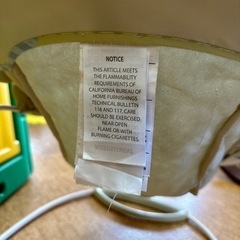 NOTICE
THIS ARTICLE MEETS
THE FLAMMABILITY
REQUIREMENTS OF
CALIFORNIA BUREAU OF
HOME FURNISHINGS
TECHNICAL BULLETIN
116 AND 117. CARE
SHOULD BE EXERCISED
NEAR OPEN
FLAME OR WITH
BURNING CIGARETTES.